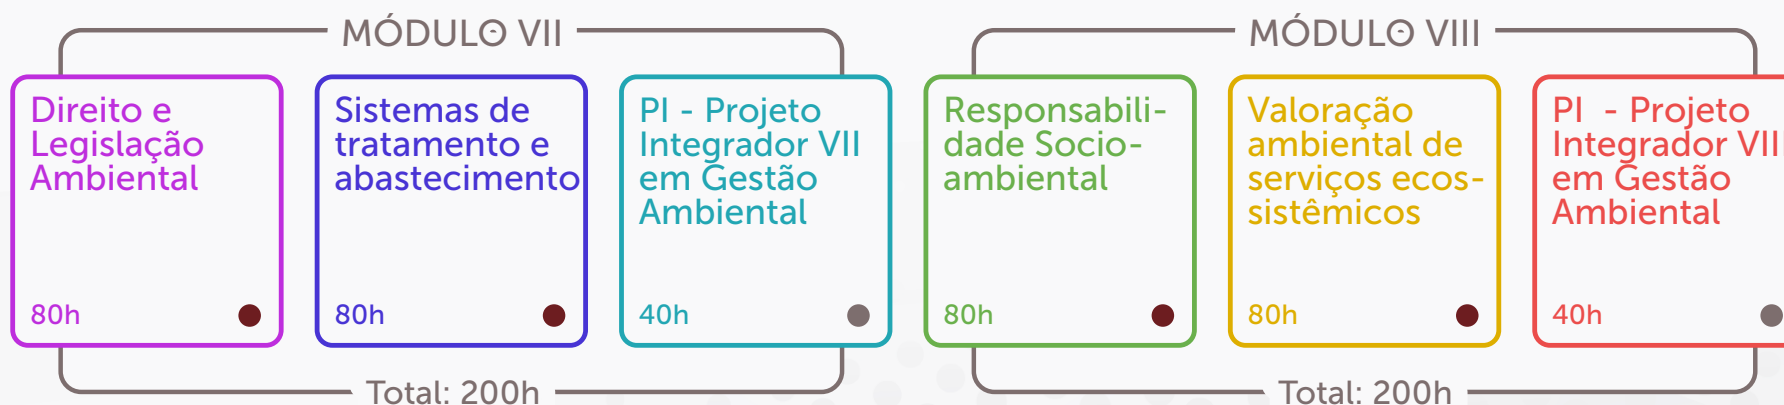 MÓDULO VII
Direito e
Legislação
Ambiental
80h
Sistemas de
tratamento e
abastecimento
80h
PI - Projeto
Integrador VII
em Gestão
Ambiental
40h
Total: 200h
MÓDULO VIII
Responsabili-
dade Socio-
ambiental
80h
Valoração
ambiental de
serviços ecos-
sistêmicos
80h
PI - Projeto
Integrador VIII
em Gestão
Ambiental
40h
Total: 200h